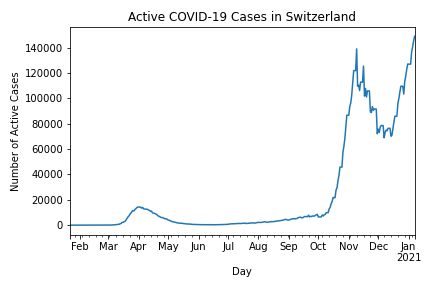 Active COVID-19 Cases in Switzerland
Number of Active Cases
140000
120000
100000
80000
60000
40000
20000
0
Feb Mar Apr May Jun Jul Aug Sep Oct Nov Dec Jan
2021
Day